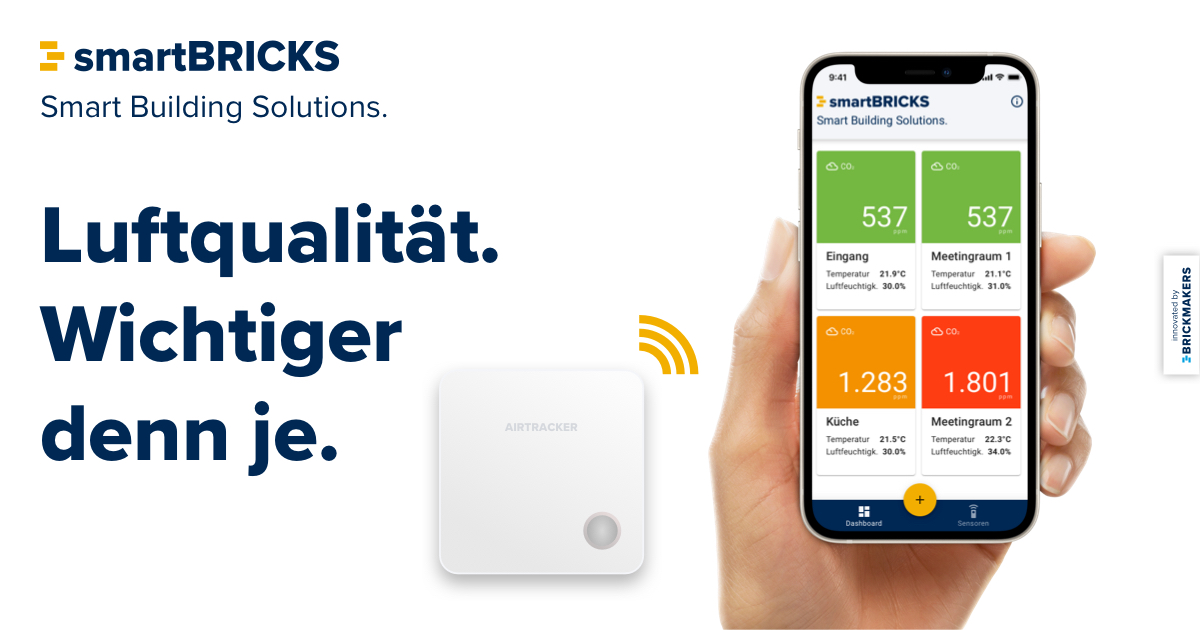 smartBRICKS
Smart Building Solutions.
Luftqualität.
Wichtiger
denn je.
AIRTRACKER
9:41
smartBRICKS
Smart Building Solutions.
CO₂
537
ppm
Eingang
Temperatur 21.9°C
Luftfeuchtigk. 30.0%
CO₂
537
ppm
Meetingraum 1
Temperatur 21.1°C
Luftfeuchtigk. 31.0%
CO₂
1.283
ppm
Küche
Temperatur 21.5°C
Luftfeuchtigk. 30.0%
CO₂
1.801
ppm
Meetingraum 2
Temperatur 22.3°C
Luftfeuchtigk. 34.0%
+
Dashboard
Sensoren
innovated by
BRICKMAKERS